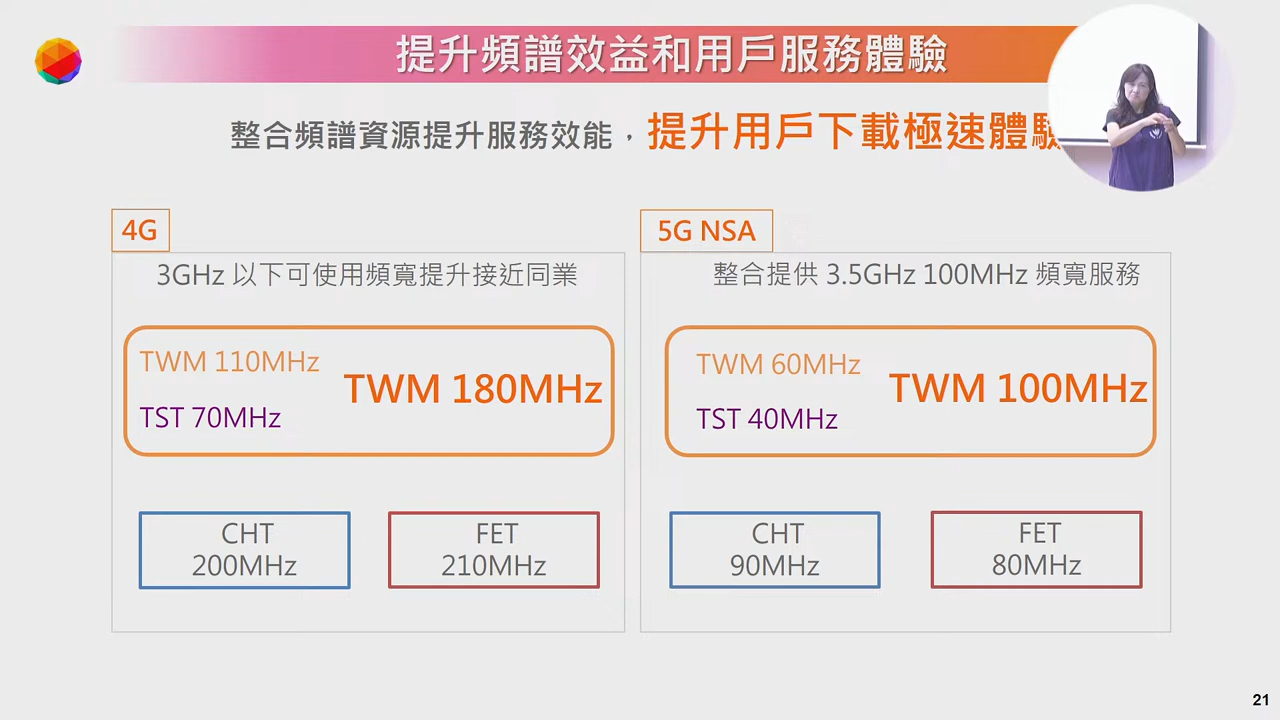 提升頻譜效益和用戶服務體驗
整合頻譜資源提升服務效能，提升用戶下載極速體驗
4G
3GHz 以下可使用頻寬提升接近同業
TWM 110MHz
TST 70MHz
TWM 180MHz
CHT
200MHz
FET
210MHz
5G NSA
整合提供 3.5GHz 100MHz 頻寬服務
TWM 60MHz
TST 40MHz
TWM 100MHz
CHT
90MHz
FET
80MHz
21